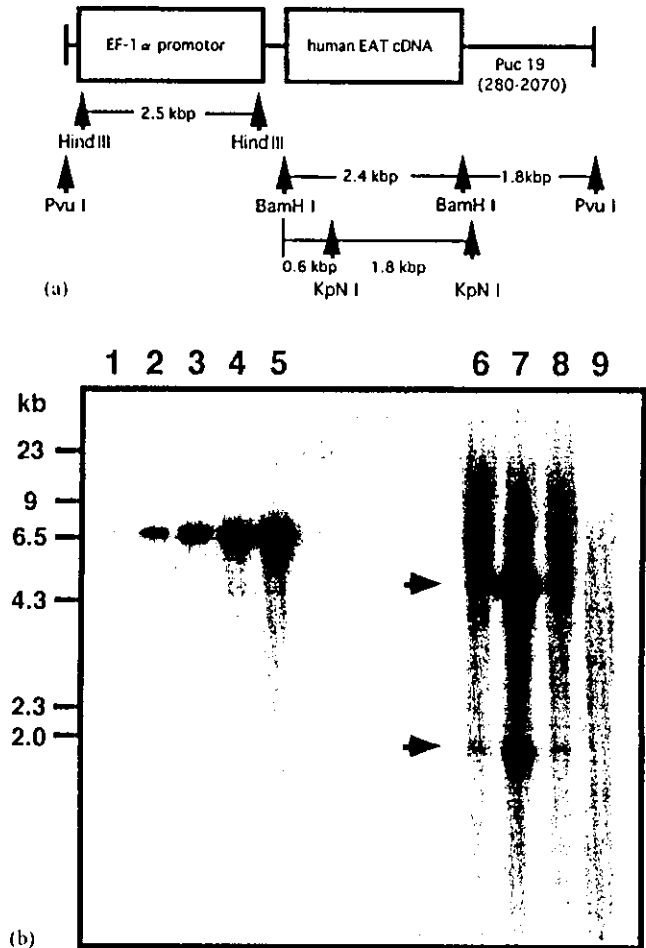 EF-1α promotor
human EAT cDNA
Puc 19
(280-2070)
2.5 kbp
Hind III
Hind III
2.4 kbp
1.8kbp
Pvu I
BamH I
BamH I
Pvu I
0.6 kbp
1.8 kbp
(a)
KpN I
KpN I
1 2 3 4 5 6 7 8 9
kb
23
9
6.5
4.3
2.3
2.0
(b)